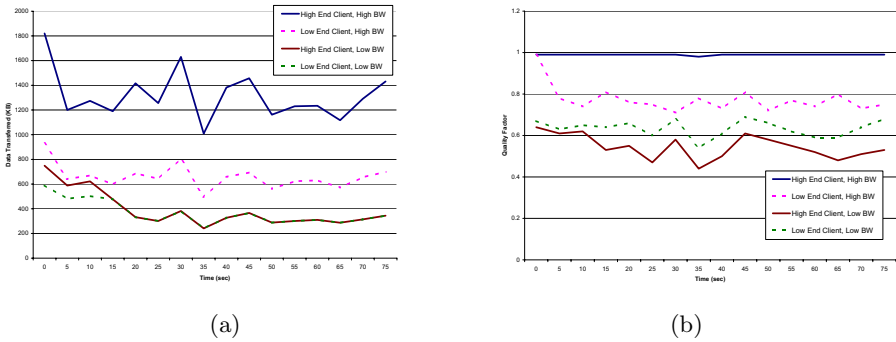 2000
1800
1600
1400
1200
1000
800
600
400
200
0
Data Transferred (KB)
High End Client, High BW
Low End Client, High BW
High End Client, Low BW
Low End Client, Low BW
0 5 10 15 20 25 30 35 40 45 50 55 60 65 70 75
Time (sec)
(a)
1.2
1
0.8
0.6
0.4
0.2
0
Quality Factor
High End Client, High BW
Low End Client, High BW
High End Client, Low BW
Low End Client, Low BW
0 5 10 15 20 25 30 35 40 45 50 55 60 65 70 75
Time (sec)
(b)